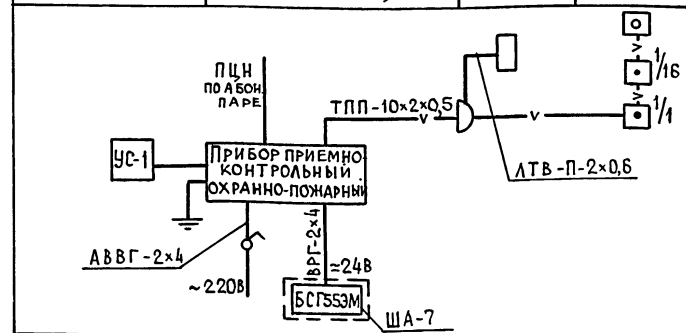 ПЦН
ПО АБОН.
ПАРЕ
ТПП-10×2×0,5
1/16
1/1
УС-1
ПРИБОР ПРИЕМНО-
КОНТРОЛЬНЫЙ
ОХРАННО-ПОЖАРНЫЙ
ЛТВ-П-2×0,6
АВВГ-2×4
~220В
ВРГ-2×4
≂24В
БСГ55ЭМ
ША-7